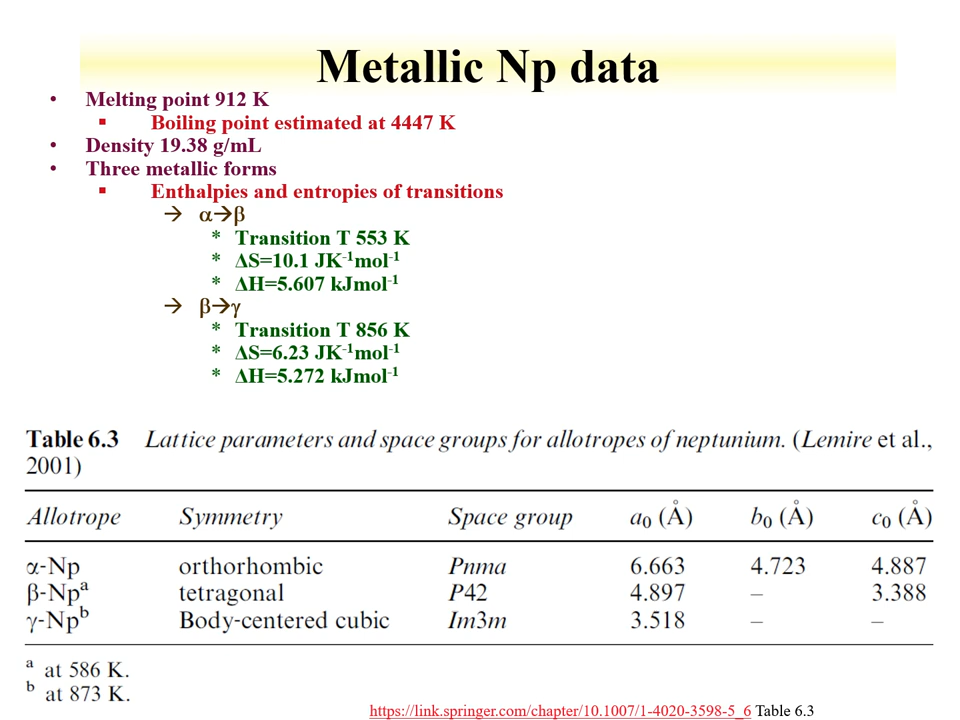 Metallic Np data
• Melting point 912 K
▪ Boiling point estimated at 4447 K
• Density 19.38 g/mL
• Three metallic forms
▪ Enthalpies and entropies of transitions
→ α→β
* Transition T 553 K
* ΔS=10.1 JK⁻¹mol⁻¹
* ΔH=5.607 kJmol⁻¹
→ β→γ
* Transition T 856 K
* ΔS=6.23 JK⁻¹mol⁻¹
* ΔH=5.272 kJmol⁻¹
Table 6.3 Lattice parameters and space groups for allotropes of neptunium. (Lemire et al.,
2001)
Allotrope Symmetry Space group a₀ (Å) b₀ (Å) c₀ (Å)
α-Np orthorhombic Pnma 6.663 4.723 4.887
β-Npᵃ tetragonal P42 4.897 – 3.388
γ-Npᵇ Body-centered cubic Im3m 3.518 – –
ᵃ at 586 K.
ᵇ at 873 K.
https://link.springer.com/chapter/10.1007/1-4020-3598-5_6 Table 6.3